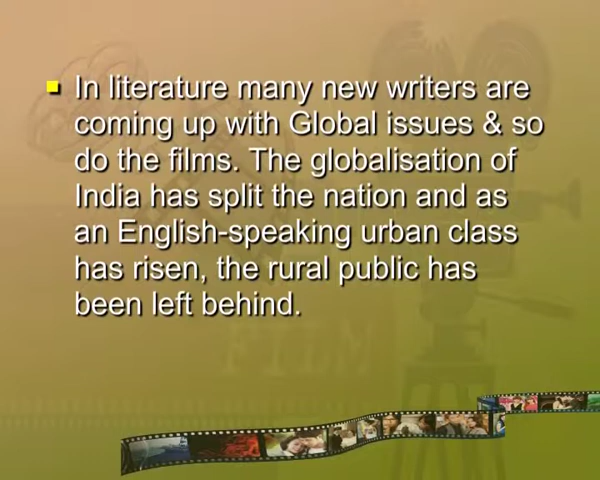 In literature many new writers are
coming up with Global issues & so
do the films. The globalisation of
India has split the nation and as
an English-speaking urban class
has risen, the rural public has
been left behind.
FILM